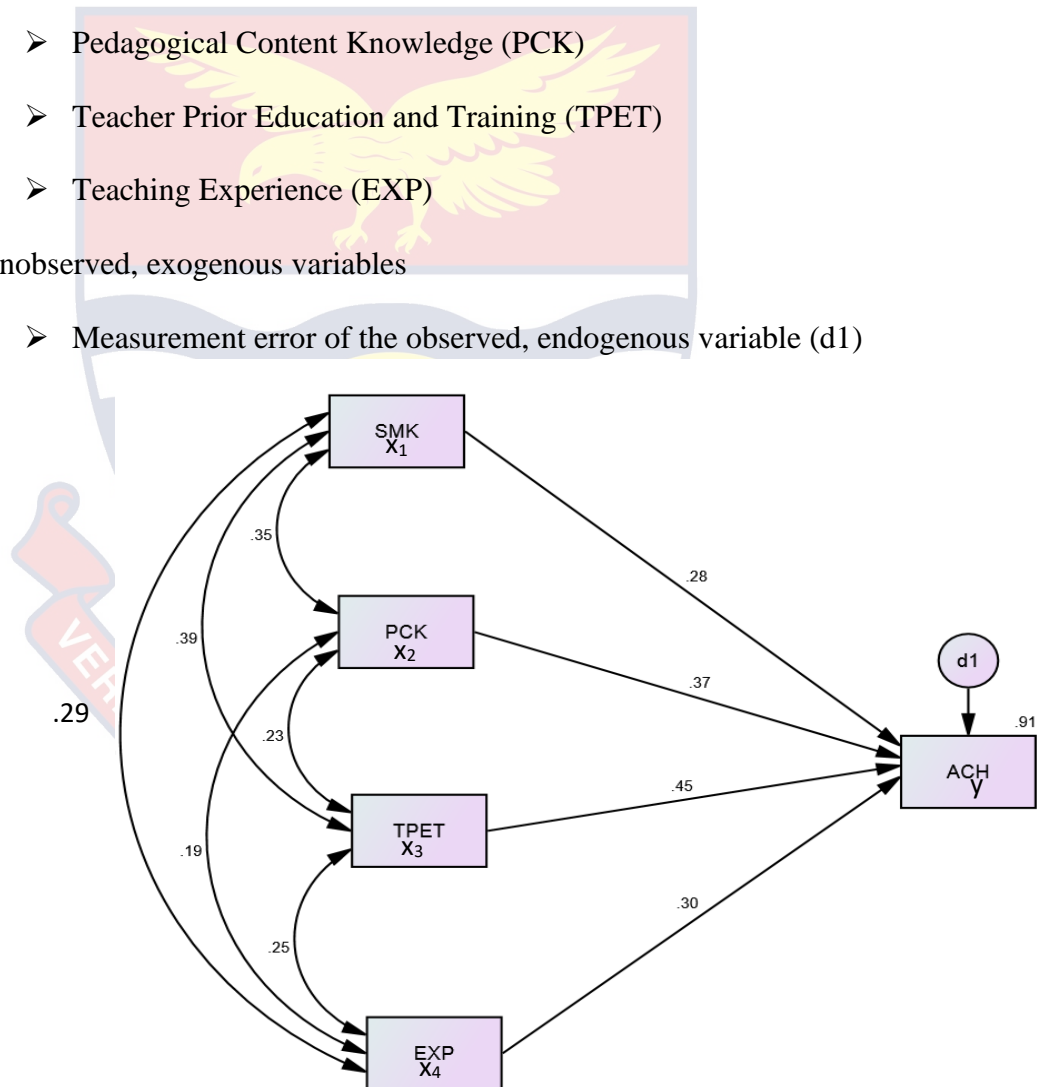 ➢ Pedagogical Content Knowledge (PCK)
➢ Teacher Prior Education and Training (TPET)
➢ Teaching Experience (EXP)
nobserved, exogenous variables
➢ Measurement error of the observed, endogenous variable (d1)
SMK
X1
.35
.28
.39
PCK
X2
.37
d1
.29
.23
.91
ACH
y
.45
TPET
X3
.19
.30
.25
EXP
X4